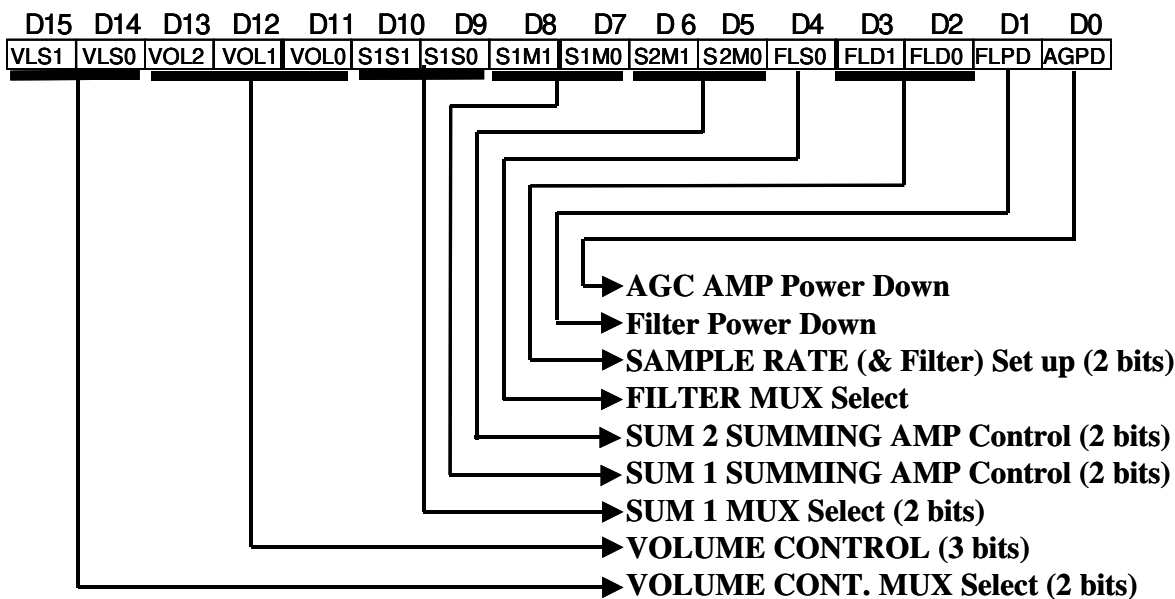 D15 D14 D13 D12 D11 D10 D9 D8 D7 D 6 D5 D4 D3 D2 D1 D0
VLS1 VLS0 VOL2 VOL1 VOL0 S1S1 S1S0 S1M1 S1M0 S2M1 S2M0 FLS0 FLD1 FLD0 FLPD AGPD
AGC AMP Power Down
Filter Power Down
SAMPLE RATE (& Filter) Set up (2 bits)
FILTER MUX Select
SUM 2 SUMMING AMP Control (2 bits)
SUM 1 SUMMING AMP Control (2 bits)
SUM 1 MUX Select (2 bits)
VOLUME CONTROL (3 bits)
VOLUME CONT. MUX Select (2 bits)